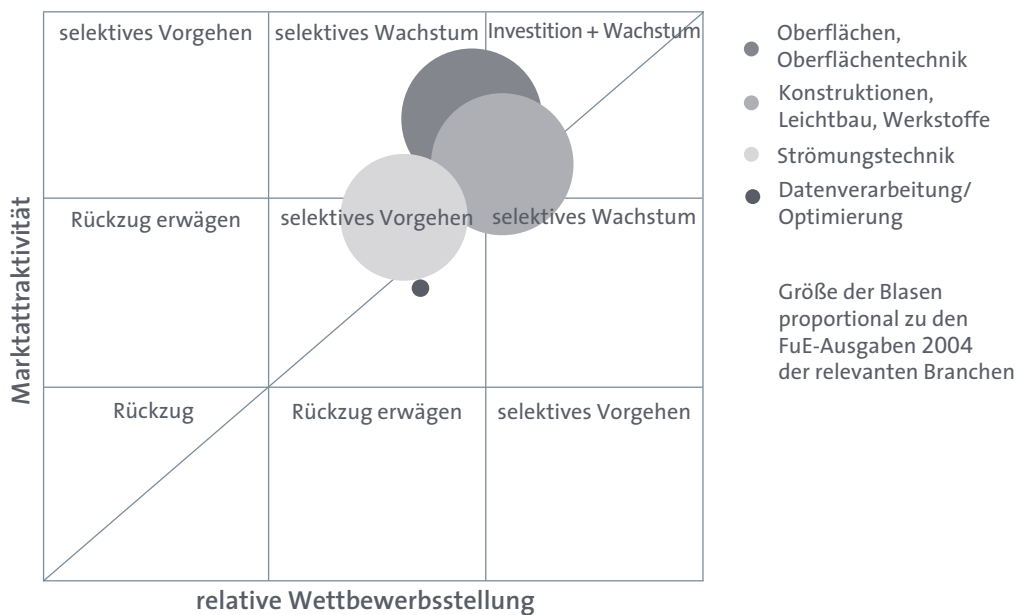 selektives Vorgehen
selektives Wachstum
Investition + Wachstum
Rückzug erwägen
selektives Vorgehen
selektives Wachstum
Rückzug
Rückzug erwägen
selektives Vorgehen
Marktattraktivität
relative Wettbewerbsstellung
Oberflächen,
Oberflächentechnik
Konstruktionen,
Leichtbau, Werkstoffe
Strömungstechnik
Datenverarbeitung/
Optimierung
Größe der Blasen
proportional zu den
FuE-Ausgaben 2004
der relevanten Branchen